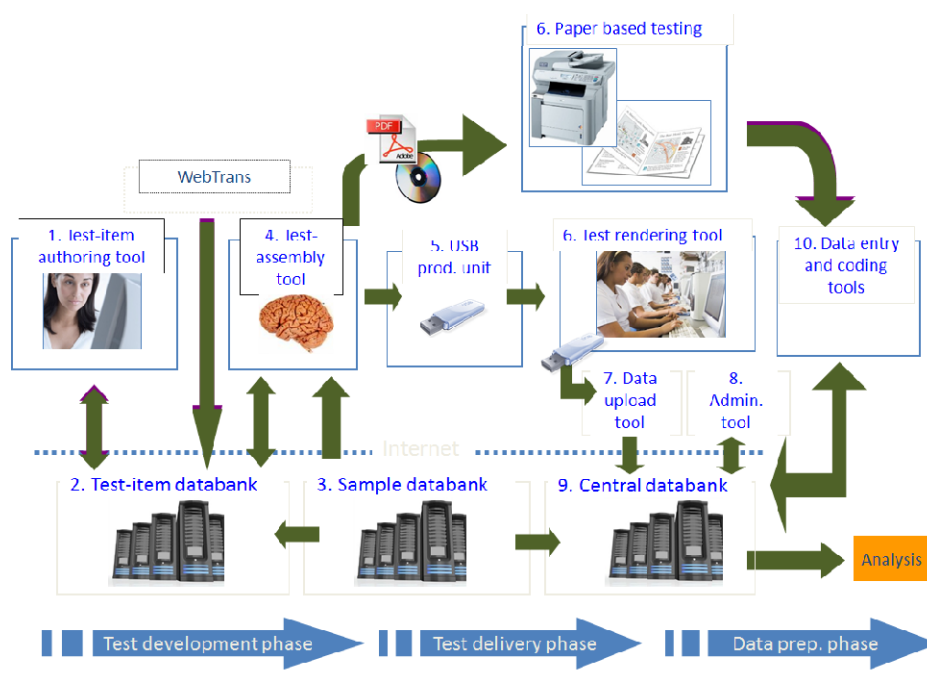 6. Paper based testing
PDF
Adobe
WebTrans
1. Test-item
authoring tool
4. Test-
assembly
tool
5. USB
prod. unit
6. Test rendering tool
10. Data entry
and coding
tools
7. Data
upload
tool
8.
Admin.
tool
Internet
2. Test-item databank
3. Sample databank
9. Central databank
Analysis
Test development phase
Test delivery phase
Data prep. phase